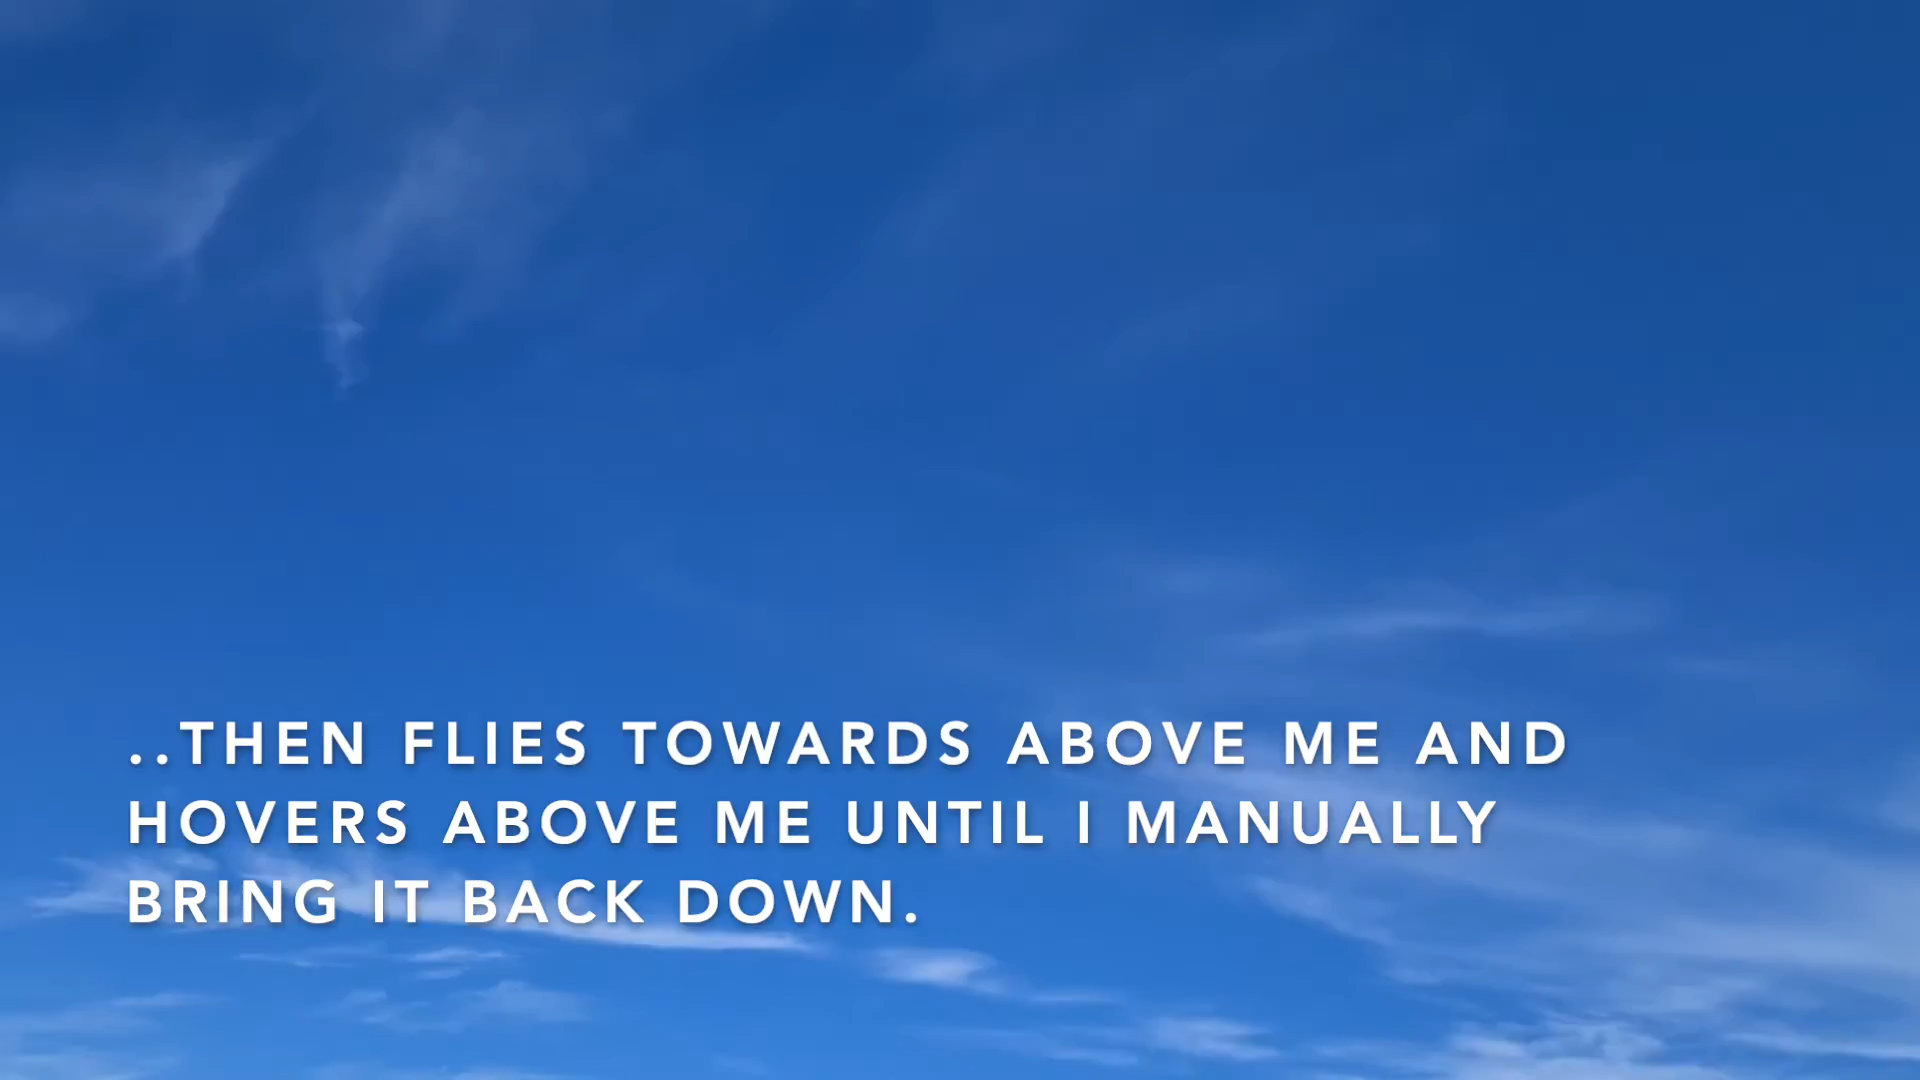 ..THEN FLIES TOWARDS ABOVE ME AND
HOVERS ABOVE ME UNTIL I MANUALLY
BRING IT BACK DOWN.